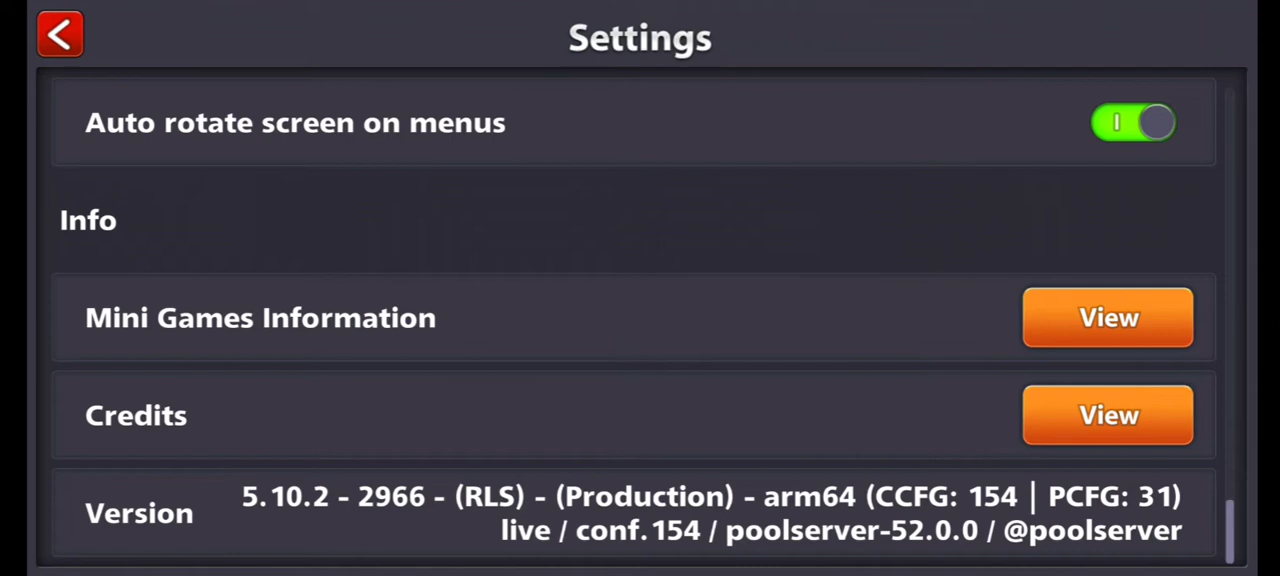 Settings
Auto rotate screen on menus
Info
Mini Games Information
View
Credits
View
Version
5.10.2 - 2966 - (RLS) - (Production) - arm64 (CCFG: 154 | PCFG: 31)
live / conf.154 / poolserver-52.0.0 / @poolserver